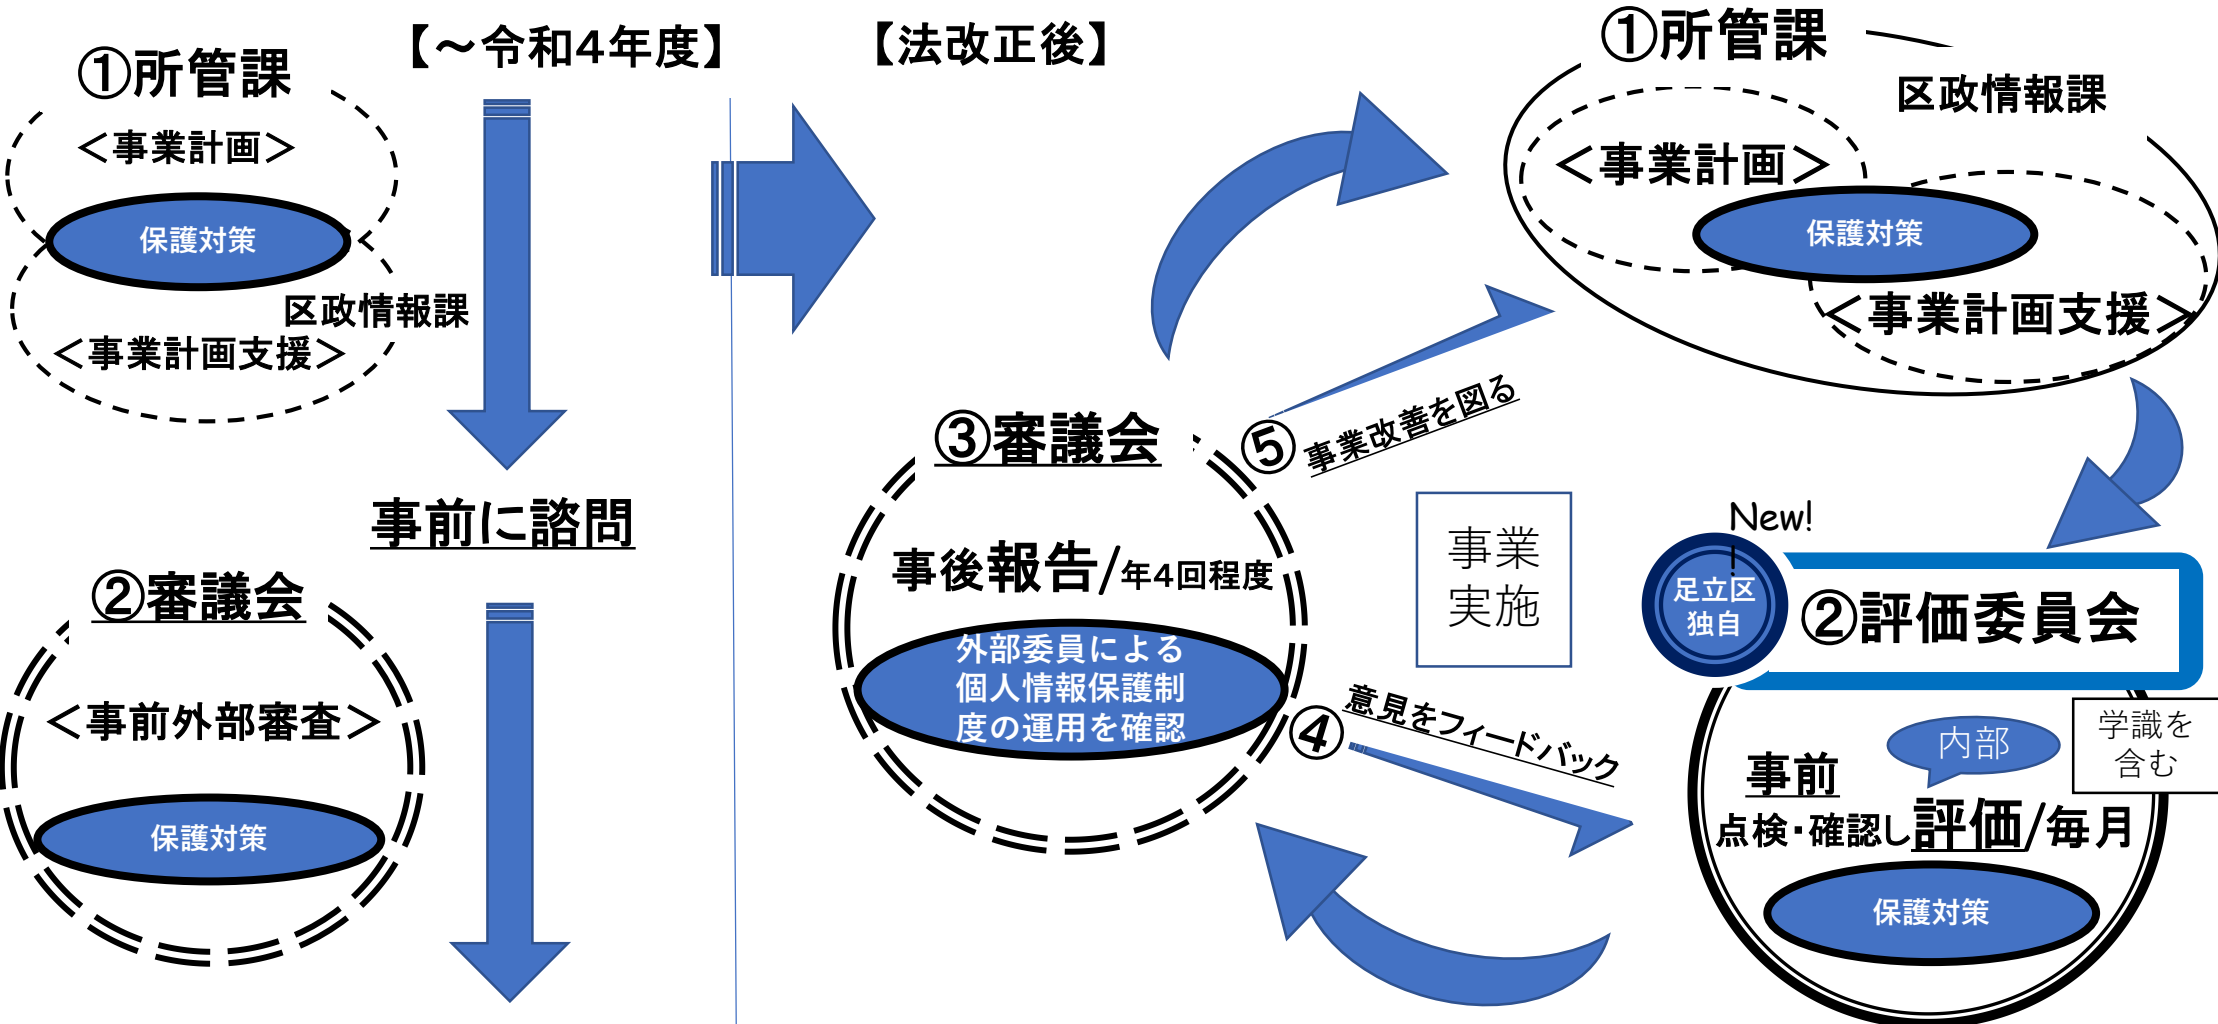 【～令和4年度】
①所管課
＜事業計画＞
保護対策
区政情報課
＜事業計画支援＞
事前に諮問
②審議会
＜事前外部審査＞
保護対策
【法改正後】
①所管課
区政情報課
＜事業計画＞
保護対策
＜事業計画支援＞
New!
!
足立区
独自
②評価委員会
内部
学識を
含む
事前
点検・確認し評価/毎月
保護対策
③審議会
事後報告/年4回程度
外部委員による
個人情報保護制
度の運用を確認
事業
実施
④ 意見をフィードバック
⑤ 事業改善を図る